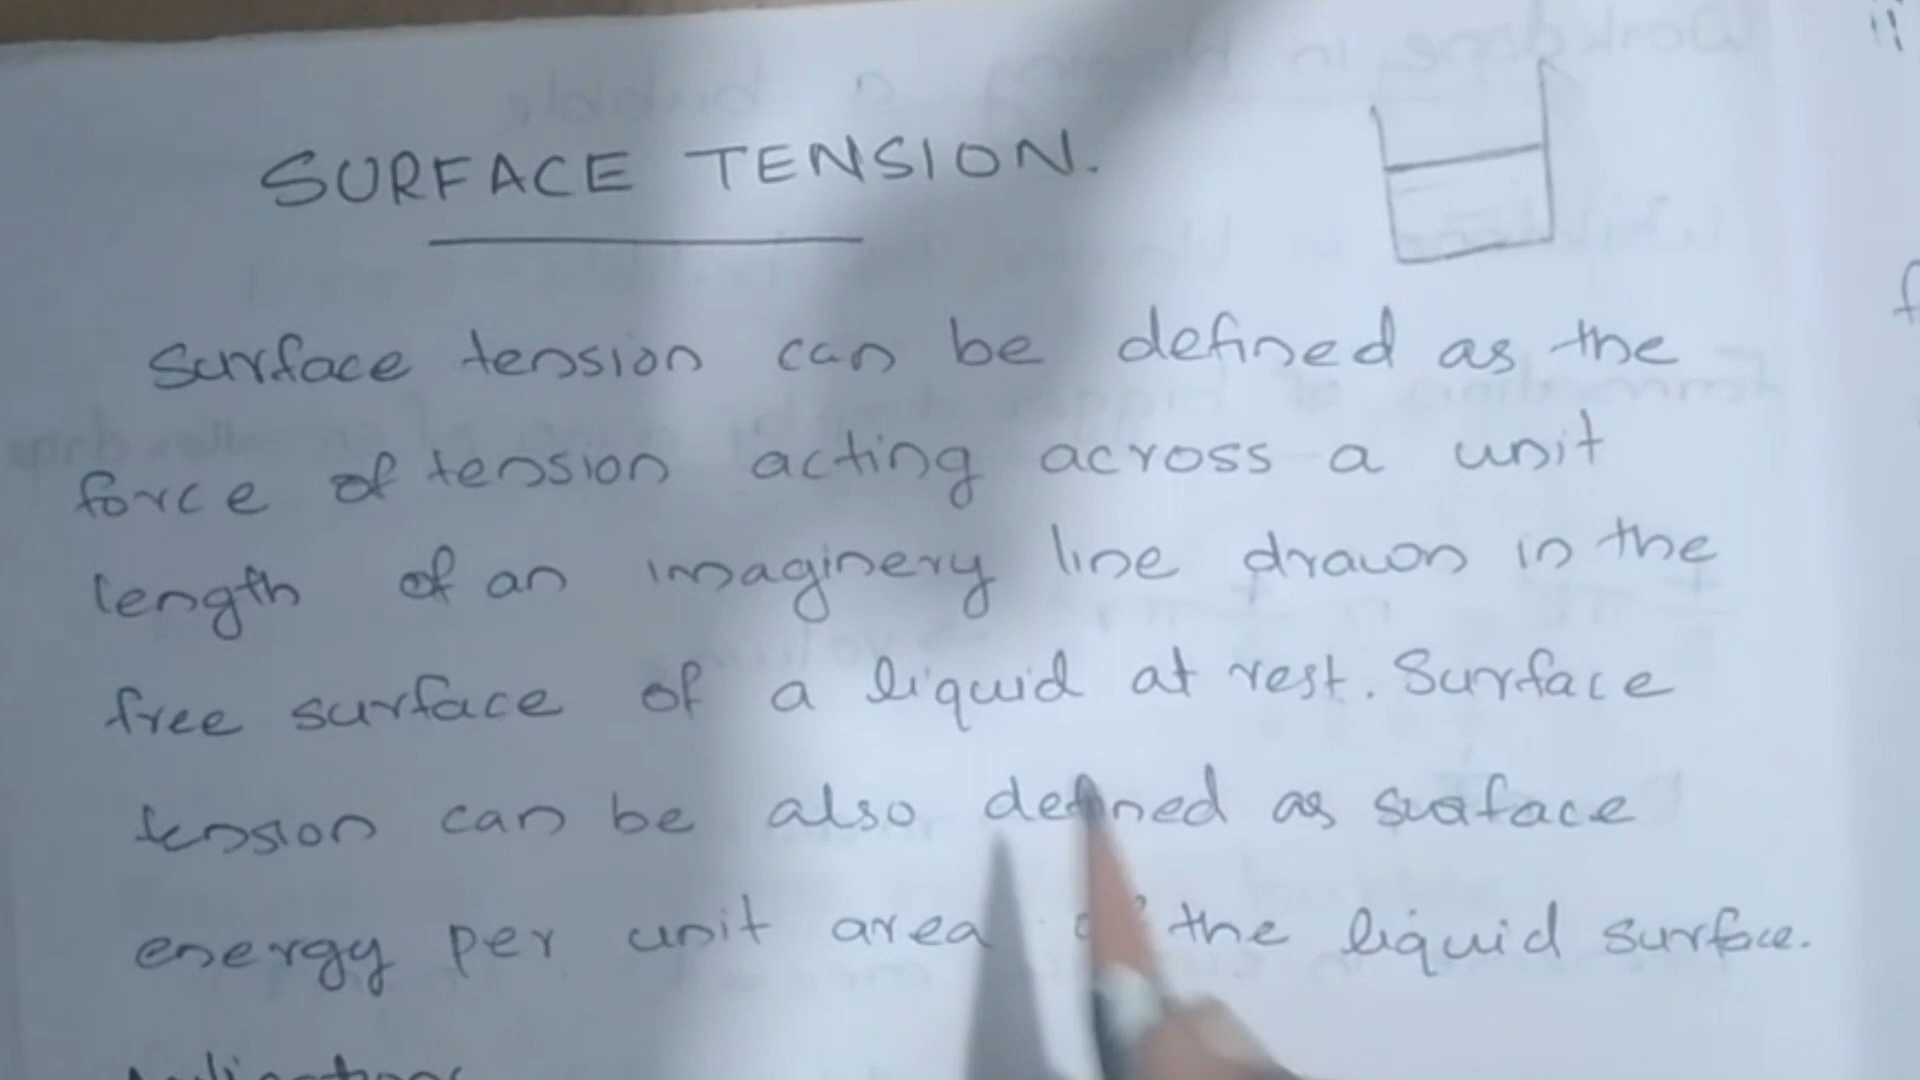 SURFACE TENSION.
Surface tension can be defined as the
force of tension acting across a unit
length of an imaginery line drawn in the
free surface of a liquid at rest. Surface
tension can be also defined as surface
energy per unit area the liquid surface.